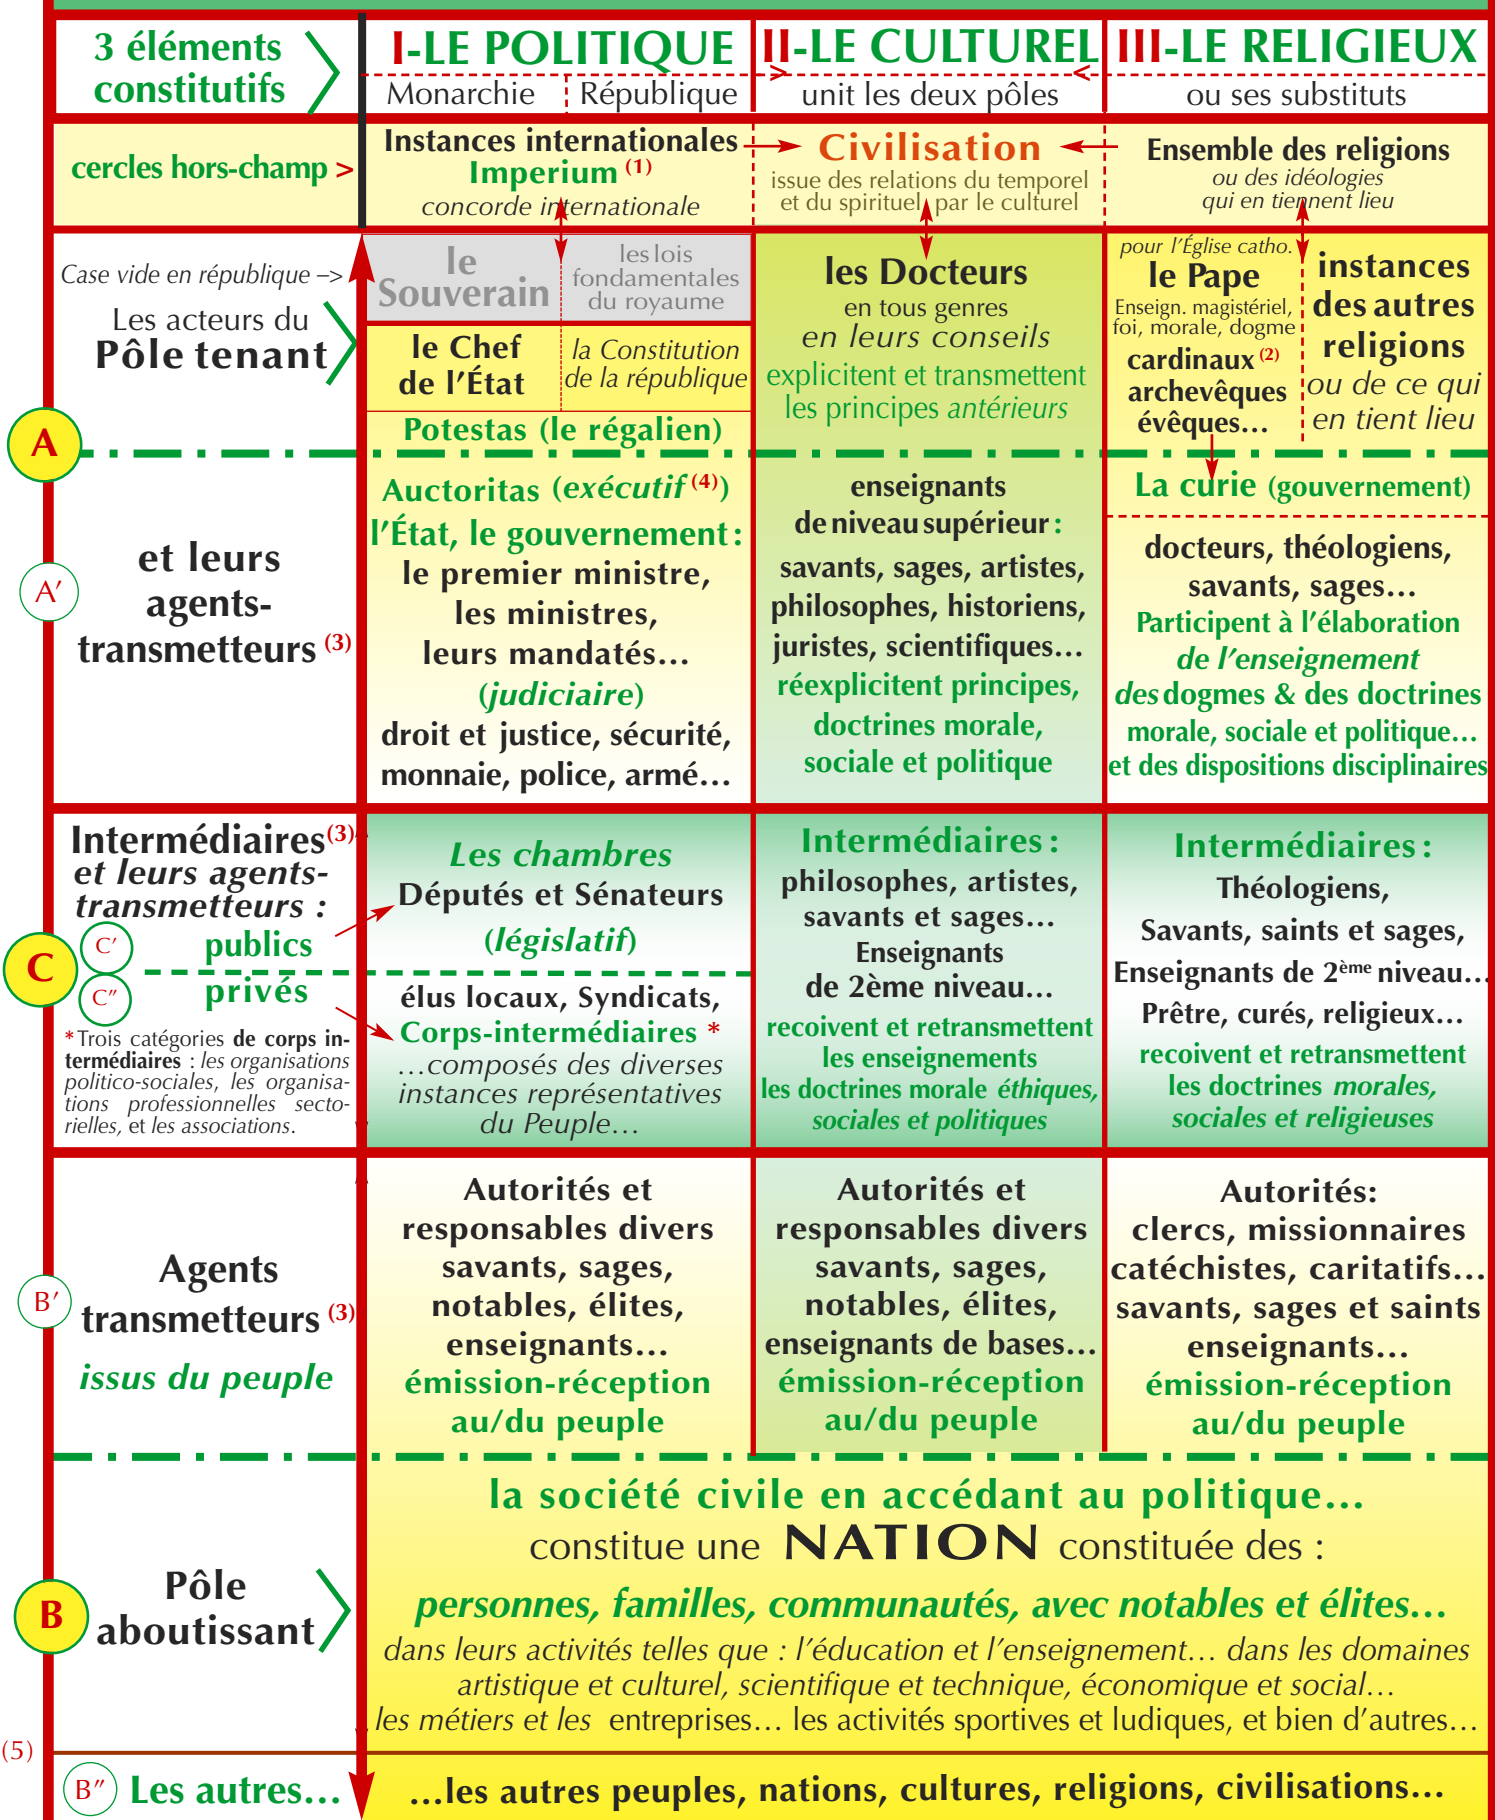 3 éléments
constitutifs
I-LE POLITIQUE
Monarchie
République
II-LE CULTUREL
> <
unit les deux pôles
III-LE RELIGIEUX
ou ses substituts
cercles hors-champ >
Instances internationales
Imperium (1)
concorde internationale
Civilisation
issue des relations du temporel
et du spirituel, par le culturel
Ensemble des religions
ou des idéologies
qui en tiennent lieu
Case vide en république –>
Les acteurs du
Pôle tenant
le
Souverain
les lois
fondamentales
du royaume
le Chef
de l'État
la Constitution
de la république
Potestas (le régalien)
les Docteurs
en tous genres
en leurs conseils
explicitent et transmettent
les principes antérieurs
pour l'Église catho.
le Pape
Enseign. magistériel,
foi, morale, dogme
cardinaux (2)
archevêques
évêques…
instances
des autres
religions
ou de ce qui
en tient lieu
A
A′
et leurs
agents-
transmetteurs (3)
Auctoritas (exécutif (4))
l'État, le gouvernement :
le premier ministre,
les ministres,
leurs mandatés…
(judiciaire)
droit et justice, sécurité,
monnaie, police, armé…
enseignants
de niveau supérieur :
savants, sages, artistes,
philosophes, historiens,
juristes, scientifiques…
réexplicitent principes,
doctrines morale,
sociale et politique
La curie (gouvernement)
docteurs, théologiens,
savants, sages…
Participent à l'élaboration
de l'enseignement
des dogmes & des doctrines
morale, sociale et politique…
et des dispositions disciplinaires
Intermédiaires (3)
et leurs agents-
transmetteurs :
C
C′
publics
C″
privés
* Trois catégories de corps in-
termédiaires : les organisations
politico-sociales, les organisa-
tions professionnelles secto-
rielles, et les associations.
Les chambres
Députés et Sénateurs
(législatif)
élus locaux, Syndicats,
Corps-intermédiaires *
…composés des diverses
instances représentatives
du Peuple…
Intermédiaires :
philosophes, artistes,
savants et sages…
Enseignants
de 2ème niveau…
recoivent et retransmettent
les enseignements
les doctrines morale éthiques,
sociales et politiques
Intermédiaires :
Théologiens,
Savants, saints et sages,
Enseignants de 2ème niveau…
Prêtre, curés, religieux…
recoivent et retransmettent
les doctrines morales,
sociales et religieuses
B′
Agents
transmetteurs (3)
issus du peuple
Autorités et
responsables divers
savants, sages,
notables, élites,
enseignants…
émission-réception
au/du peuple
Autorités et
responsables divers
savants, sages,
notables, élites,
enseignants de bases…
émission-réception
au/du peuple
Autorités:
clercs, missionnaires
catéchistes, caritatifs…
savants, sages et saints
enseignants…
émission-réception
au/du peuple
B
Pôle
aboutissant
la société civile en accédant au politique…
constitue une NATION constituée des :
personnes, familles, communautés, avec notables et élites…
dans leurs activités telles que : l'éducation et l'enseignement… dans les domaines
artistique et culturel, scientifique et technique, économique et social…
les métiers et les entreprises… les activités sportives et ludiques, et bien d'autres…
(5)
B″
Les autres…
…les autres peuples, nations, cultures, religions, civilisations…